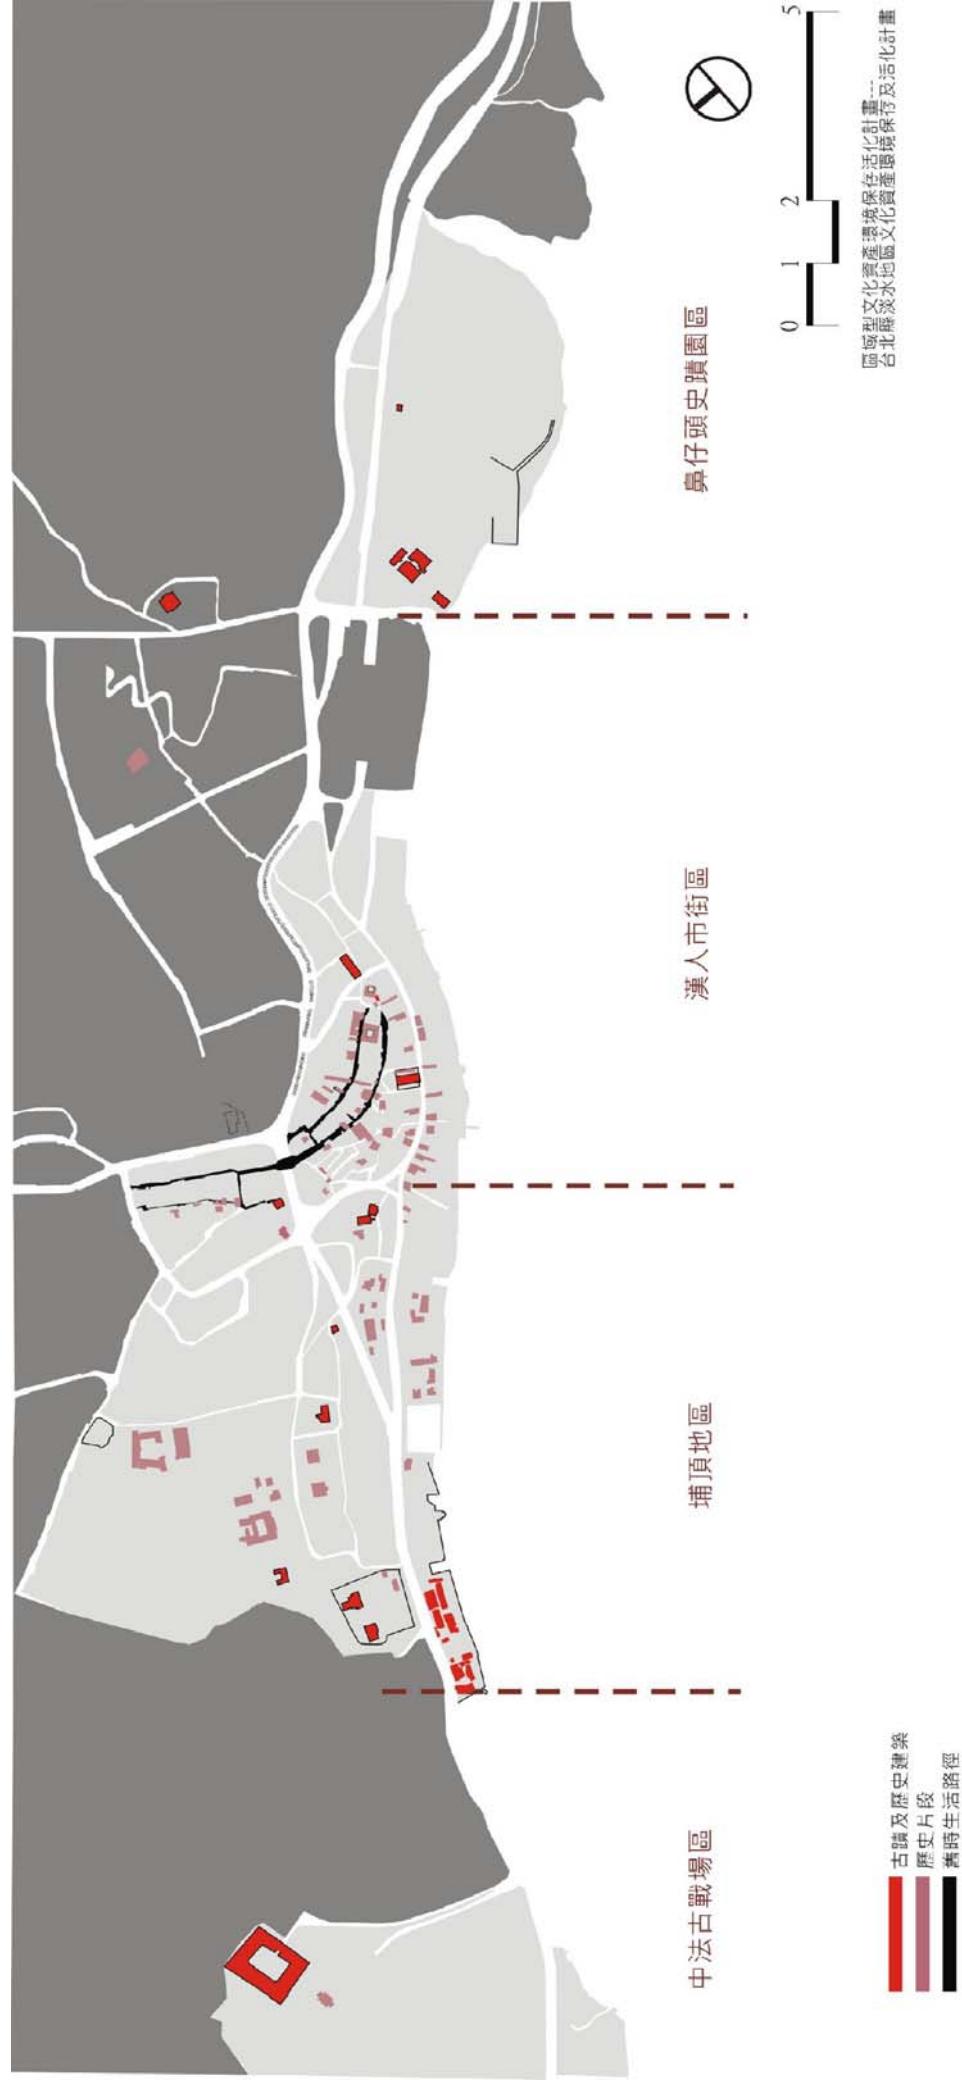 中法古戰場區
埔頂地區
漢人市街區
鼻仔頭史蹟園區
0 1 2 5
古蹟及歷史建築
歷史片段
舊時生活路徑
區域型文化資產環境保存活化計畫---
台北縣淡水地區文化資產環境保存及活化計畫